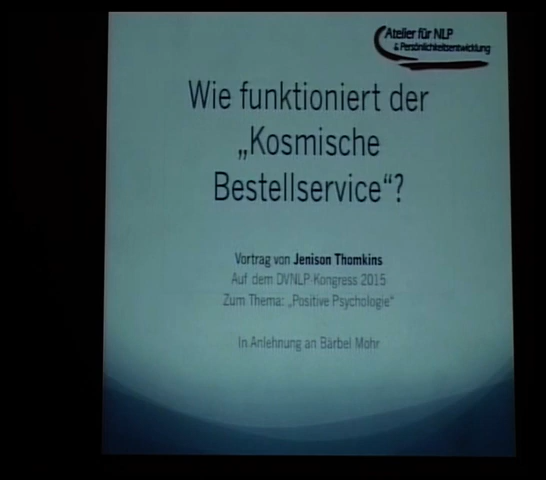 Atelier für NLP
& Persönlichkeitsentwicklung
Wie funktioniert der
„Kosmische
Bestellservice“?
Vortrag von Jenison Thomkins
Auf dem DVNLP-Kongress 2015
Zum Thema: „Positive Psychologie“
In Anlehnung an Bärbel Mohr